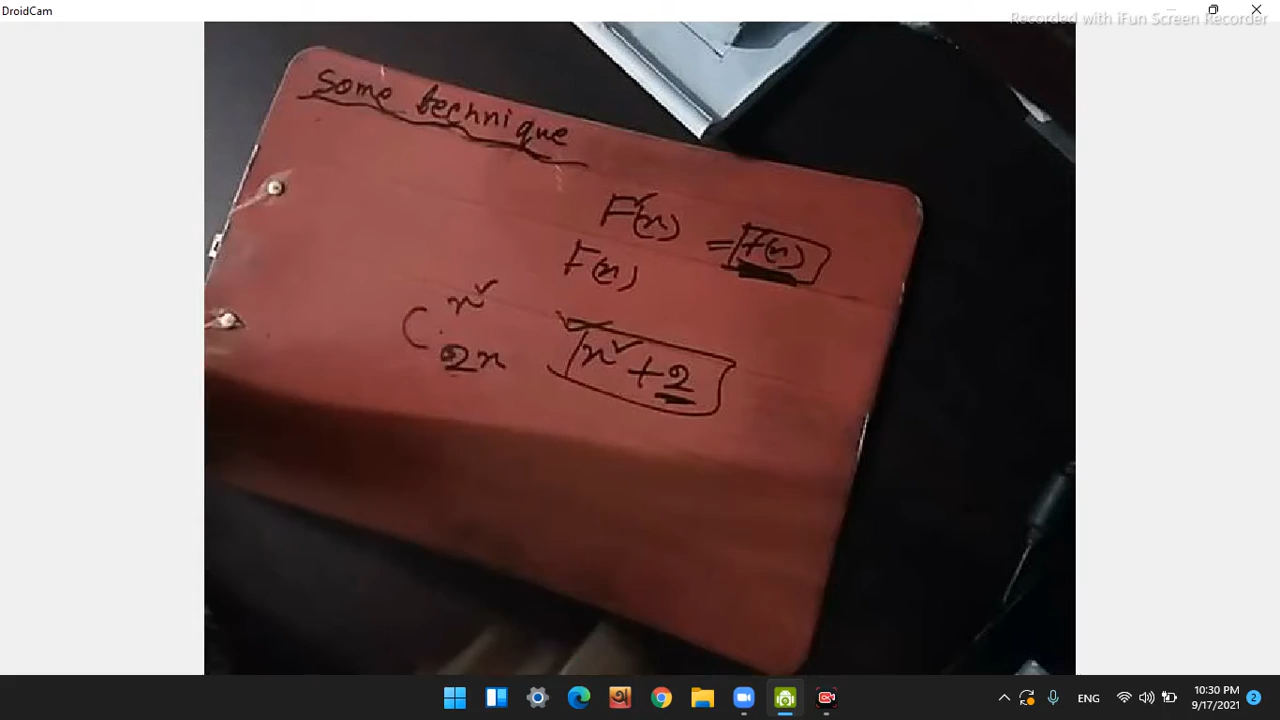 DroidCam
Recorded with iFun Screen Recorder
Some technique
F'(x) = f(x)
F(x)
x²
C 2x
x² + 2
ENG
10:30 PM
9/17/2021
2